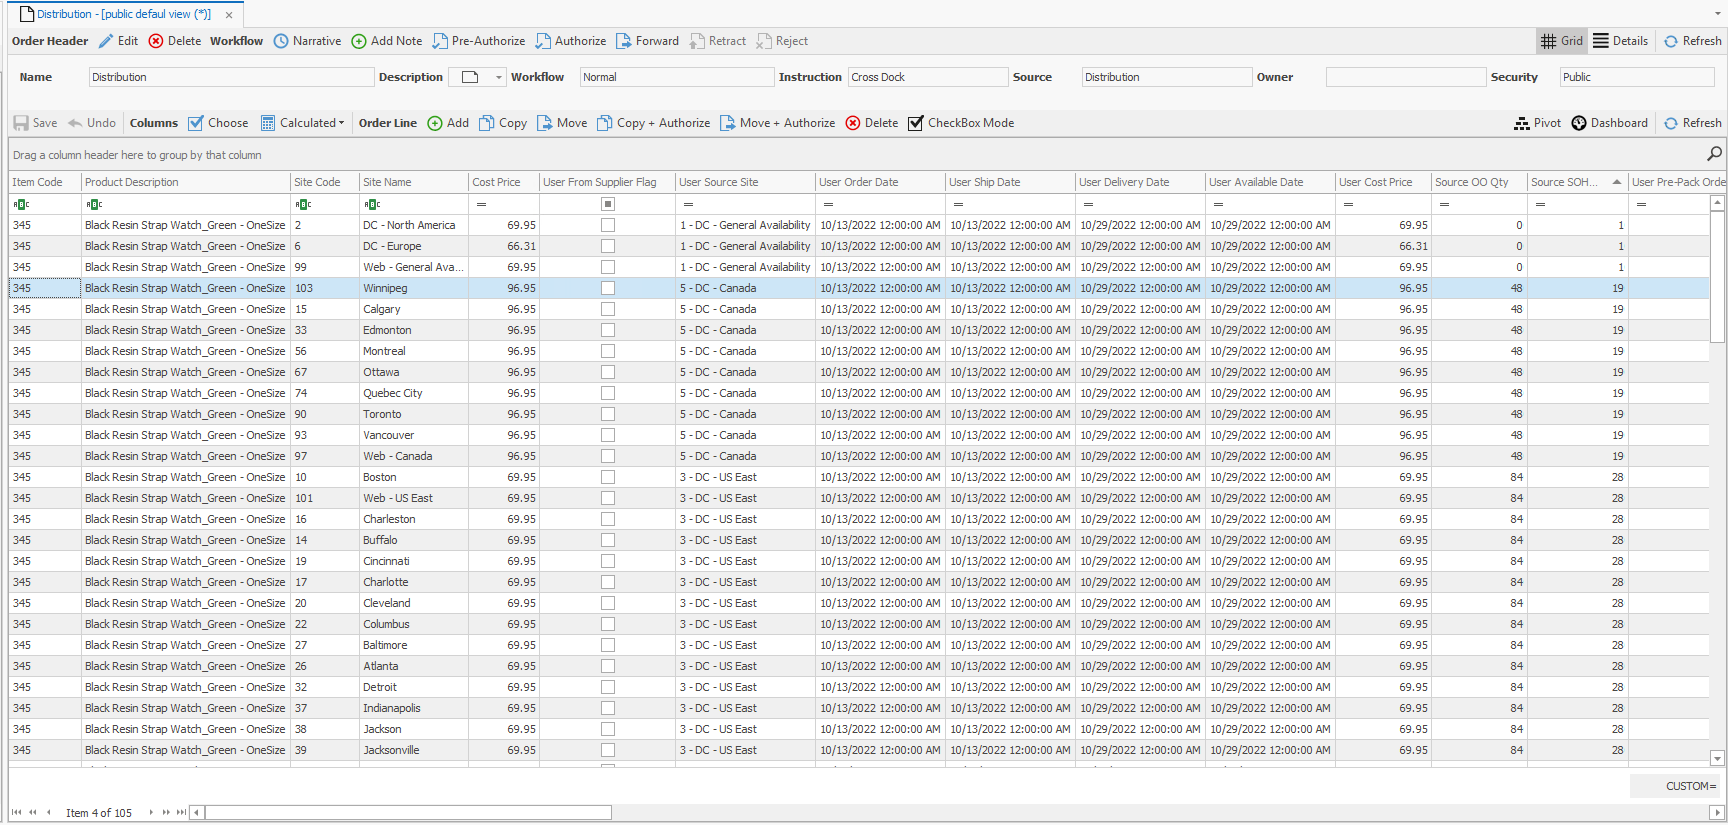 Distribution - [public defaul view (*)] ×
Order Header Edit Delete Workflow Narrative Add Note Pre-Authorize Authorize Forward Retract Reject Grid Details Refresh
Name Distribution Description Workflow Normal Instruction Cross Dock Source Distribution Owner Security Public
Save Undo Columns Choose Calculated Order Line Add Copy Move Copy + Authorize Move + Authorize Delete CheckBox Mode Pivot Dashboard Refresh
Drag a column header here to group by that column
Item Code Product Description Site Code Site Name Cost Price User From Supplier Flag User Source Site User Order Date User Ship Date User Delivery Date User Available Date User Cost Price Source OO Qty Source SOH... User Pre-Pack Orde
ABC ABC ABC ABC = = = = = = = = = =
345 Black Resin Strap Watch_Green - OneSize 2 DC - North America 69.95 1 - DC - General Availability 10/13/2022 12:00:00 AM 10/13/2022 12:00:00 AM 10/29/2022 12:00:00 AM 10/29/2022 12:00:00 AM 69.95 0 1
345 Black Resin Strap Watch_Green - OneSize 6 DC - Europe 66.31 1 - DC - General Availability 10/13/2022 12:00:00 AM 10/13/2022 12:00:00 AM 10/29/2022 12:00:00 AM 10/29/2022 12:00:00 AM 66.31 0 1
345 Black Resin Strap Watch_Green - OneSize 99 Web - General Ava... 69.95 1 - DC - General Availability 10/13/2022 12:00:00 AM 10/13/2022 12:00:00 AM 10/29/2022 12:00:00 AM 10/29/2022 12:00:00 AM 69.95 0 1
345 Black Resin Strap Watch_Green - OneSize 103 Winnipeg 96.95 5 - DC - Canada 10/13/2022 12:00:00 AM 10/13/2022 12:00:00 AM 10/29/2022 12:00:00 AM 10/29/2022 12:00:00 AM 96.95 48 19
345 Black Resin Strap Watch_Green - OneSize 15 Calgary 96.95 5 - DC - Canada 10/13/2022 12:00:00 AM 10/13/2022 12:00:00 AM 10/29/2022 12:00:00 AM 10/29/2022 12:00:00 AM 96.95 48 19
345 Black Resin Strap Watch_Green - OneSize 33 Edmonton 96.95 5 - DC - Canada 10/13/2022 12:00:00 AM 10/13/2022 12:00:00 AM 10/29/2022 12:00:00 AM 10/29/2022 12:00:00 AM 96.95 48 19
345 Black Resin Strap Watch_Green - OneSize 56 Montreal 96.95 5 - DC - Canada 10/13/2022 12:00:00 AM 10/13/2022 12:00:00 AM 10/29/2022 12:00:00 AM 10/29/2022 12:00:00 AM 96.95 48 19
345 Black Resin Strap Watch_Green - OneSize 67 Ottawa 96.95 5 - DC - Canada 10/13/2022 12:00:00 AM 10/13/2022 12:00:00 AM 10/29/2022 12:00:00 AM 10/29/2022 12:00:00 AM 96.95 48 19
345 Black Resin Strap Watch_Green - OneSize 74 Quebec City 96.95 5 - DC - Canada 10/13/2022 12:00:00 AM 10/13/2022 12:00:00 AM 10/29/2022 12:00:00 AM 10/29/2022 12:00:00 AM 96.95 48 19
345 Black Resin Strap Watch_Green - OneSize 90 Toronto 96.95 5 - DC - Canada 10/13/2022 12:00:00 AM 10/13/2022 12:00:00 AM 10/29/2022 12:00:00 AM 10/29/2022 12:00:00 AM 96.95 48 19
345 Black Resin Strap Watch_Green - OneSize 93 Vancouver 96.95 5 - DC - Canada 10/13/2022 12:00:00 AM 10/13/2022 12:00:00 AM 10/29/2022 12:00:00 AM 10/29/2022 12:00:00 AM 96.95 48 19
345 Black Resin Strap Watch_Green - OneSize 97 Web - Canada 96.95 5 - DC - Canada 10/13/2022 12:00:00 AM 10/13/2022 12:00:00 AM 10/29/2022 12:00:00 AM 10/29/2022 12:00:00 AM 96.95 48 19
345 Black Resin Strap Watch_Green - OneSize 10 Boston 69.95 3 - DC - US East 10/13/2022 12:00:00 AM 10/13/2022 12:00:00 AM 10/29/2022 12:00:00 AM 10/29/2022 12:00:00 AM 69.95 84 28
345 Black Resin Strap Watch_Green - OneSize 101 Web - US East 69.95 3 - DC - US East 10/13/2022 12:00:00 AM 10/13/2022 12:00:00 AM 10/29/2022 12:00:00 AM 10/29/2022 12:00:00 AM 69.95 84 28
345 Black Resin Strap Watch_Green - OneSize 16 Charleston 69.95 3 - DC - US East 10/13/2022 12:00:00 AM 10/13/2022 12:00:00 AM 10/29/2022 12:00:00 AM 10/29/2022 12:00:00 AM 69.95 84 28
345 Black Resin Strap Watch_Green - OneSize 14 Buffalo 69.95 3 - DC - US East 10/13/2022 12:00:00 AM 10/13/2022 12:00:00 AM 10/29/2022 12:00:00 AM 10/29/2022 12:00:00 AM 69.95 84 28
345 Black Resin Strap Watch_Green - OneSize 19 Cincinnati 69.95 3 - DC - US East 10/13/2022 12:00:00 AM 10/13/2022 12:00:00 AM 10/29/2022 12:00:00 AM 10/29/2022 12:00:00 AM 69.95 84 28
345 Black Resin Strap Watch_Green - OneSize 17 Charlotte 69.95 3 - DC - US East 10/13/2022 12:00:00 AM 10/13/2022 12:00:00 AM 10/29/2022 12:00:00 AM 10/29/2022 12:00:00 AM 69.95 84 28
345 Black Resin Strap Watch_Green - OneSize 20 Cleveland 69.95 3 - DC - US East 10/13/2022 12:00:00 AM 10/13/2022 12:00:00 AM 10/29/2022 12:00:00 AM 10/29/2022 12:00:00 AM 69.95 84 28
345 Black Resin Strap Watch_Green - OneSize 22 Columbus 69.95 3 - DC - US East 10/13/2022 12:00:00 AM 10/13/2022 12:00:00 AM 10/29/2022 12:00:00 AM 10/29/2022 12:00:00 AM 69.95 84 28
345 Black Resin Strap Watch_Green - OneSize 27 Baltimore 69.95 3 - DC - US East 10/13/2022 12:00:00 AM 10/13/2022 12:00:00 AM 10/29/2022 12:00:00 AM 10/29/2022 12:00:00 AM 69.95 84 28
345 Black Resin Strap Watch_Green - OneSize 26 Atlanta 69.95 3 - DC - US East 10/13/2022 12:00:00 AM 10/13/2022 12:00:00 AM 10/29/2022 12:00:00 AM 10/29/2022 12:00:00 AM 69.95 84 28
345 Black Resin Strap Watch_Green - OneSize 32 Detroit 69.95 3 - DC - US East 10/13/2022 12:00:00 AM 10/13/2022 12:00:00 AM 10/29/2022 12:00:00 AM 10/29/2022 12:00:00 AM 69.95 84 28
345 Black Resin Strap Watch_Green - OneSize 37 Indianapolis 69.95 3 - DC - US East 10/13/2022 12:00:00 AM 10/13/2022 12:00:00 AM 10/29/2022 12:00:00 AM 10/29/2022 12:00:00 AM 69.95 84 28
345 Black Resin Strap Watch_Green - OneSize 38 Jackson 69.95 3 - DC - US East 10/13/2022 12:00:00 AM 10/13/2022 12:00:00 AM 10/29/2022 12:00:00 AM 10/29/2022 12:00:00 AM 69.95 84 28
345 Black Resin Strap Watch_Green - OneSize 39 Jacksonville 69.95 3 - DC - US East 10/13/2022 12:00:00 AM 10/13/2022 12:00:00 AM 10/29/2022 12:00:00 AM 10/29/2022 12:00:00 AM 69.95 84 28
CUSTOM=
Item 4 of 105